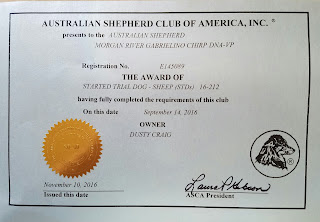 AUSTRALIAN SHEPHERD CLUB OF AMERICA, INC.®
presents to the AUSTRALIAN SHEPHERD
MORGAN RIVER GABRIELINO CHIRP DNA-VP
Registration No. E145089
THE AWARD OF
STARTED TRIAL DOG - SHEEP (STDs) 16-212
having fully completed the requirements of this club
On this date September 14, 2016
OWNER
DUSTY CRAIG
November 10, 2016
Issued this date
ASCA President